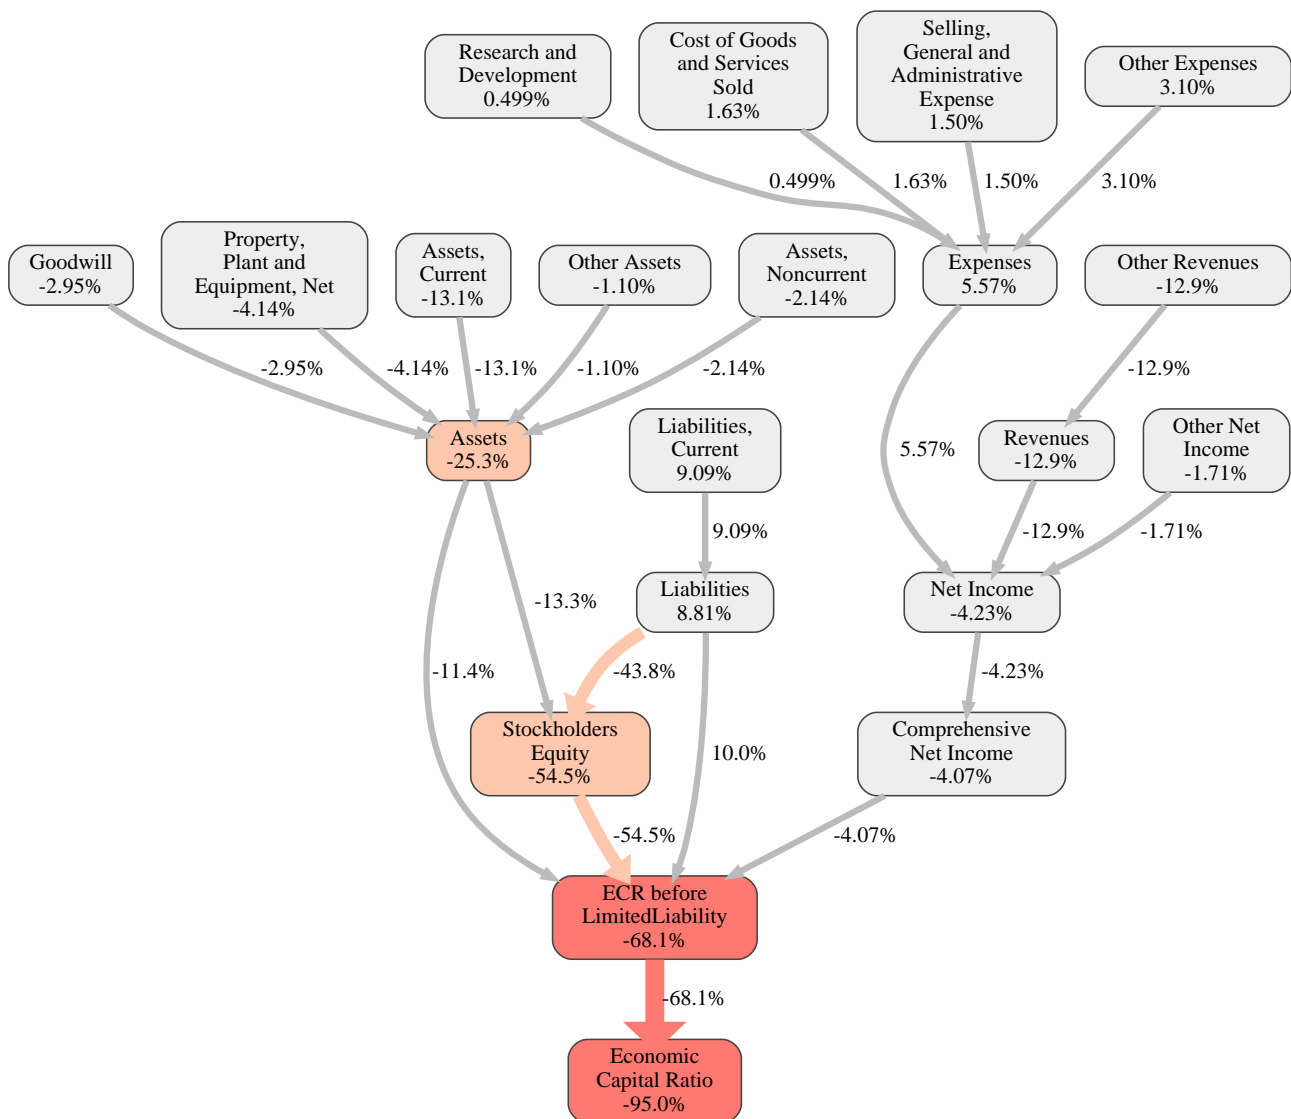 Research and
Development
0.499%
Cost of Goods
and Services
Sold
1.63%
Selling,
General and
Administrative
Expense
1.50%
Other Expenses
3.10%
0.499%
1.63%
1.50%
3.10%
Goodwill
-2.95%
Property,
Plant and
Equipment, Net
-4.14%
Assets,
Current
-13.1%
Other Assets
-1.10%
Assets,
Noncurrent
-2.14%
Expenses
5.57%
Other Revenues
-12.9%
-2.95%
-4.14%
-13.1%
-1.10%
-2.14%
-12.9%
Assets
-25.3%
Liabilities,
Current
9.09%
5.57%
Revenues
-12.9%
Other Net
Income
-1.71%
9.09%
-12.9%
-1.71%
-13.3%
Liabilities
8.81%
Net Income
-4.23%
-11.4%
-43.8%
-4.23%
Stockholders
Equity
-54.5%
10.0%
Comprehensive
Net Income
-4.07%
-54.5%
-4.07%
ECR before
LimitedLiability
-68.1%
-68.1%
Economic
Capital Ratio
-95.0%